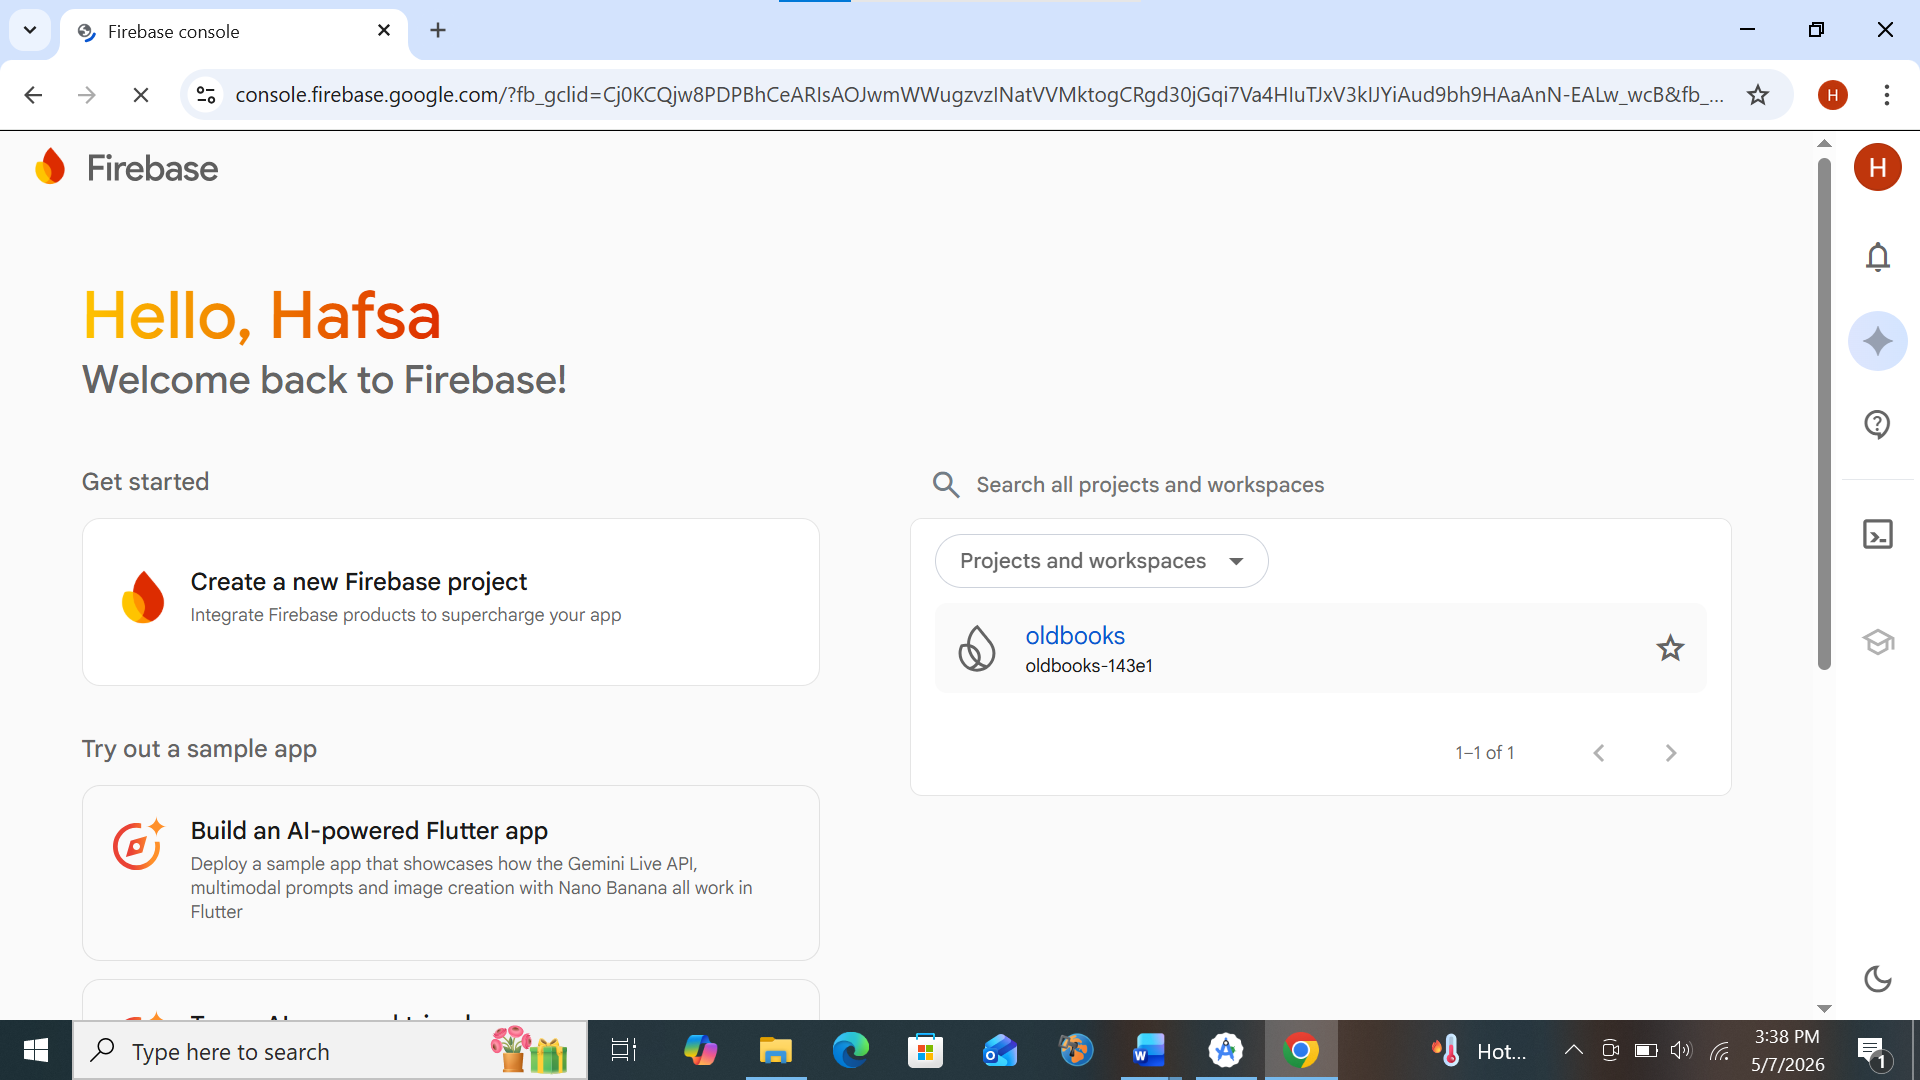 Firebase console
console.firebase.google.com/?fb_gclid=Cj0KCQjw8PDPBhCeARIsAOJwmWWugzvzINatVVMktogCRgd30jGqi7Va4HIuTJxV3kIJYiAud9bh9HAaAnN-EALw_wcB&fb_...
H
Firebase
H
Hello, Hafsa
Welcome back to Firebase!
Get started
Search all projects and workspaces
Create a new Firebase project
Integrate Firebase products to supercharge your app
Projects and workspaces
oldbooks
oldbooks-143e1
1–1 of 1
Try out a sample app
Build an AI-powered Flutter app
Deploy a sample app that showcases how the Gemini Live API,
multimodal prompts and image creation with Nano Banana all work in
Flutter
Type here to search
Hot...
3:38 PM
5/7/2026
1